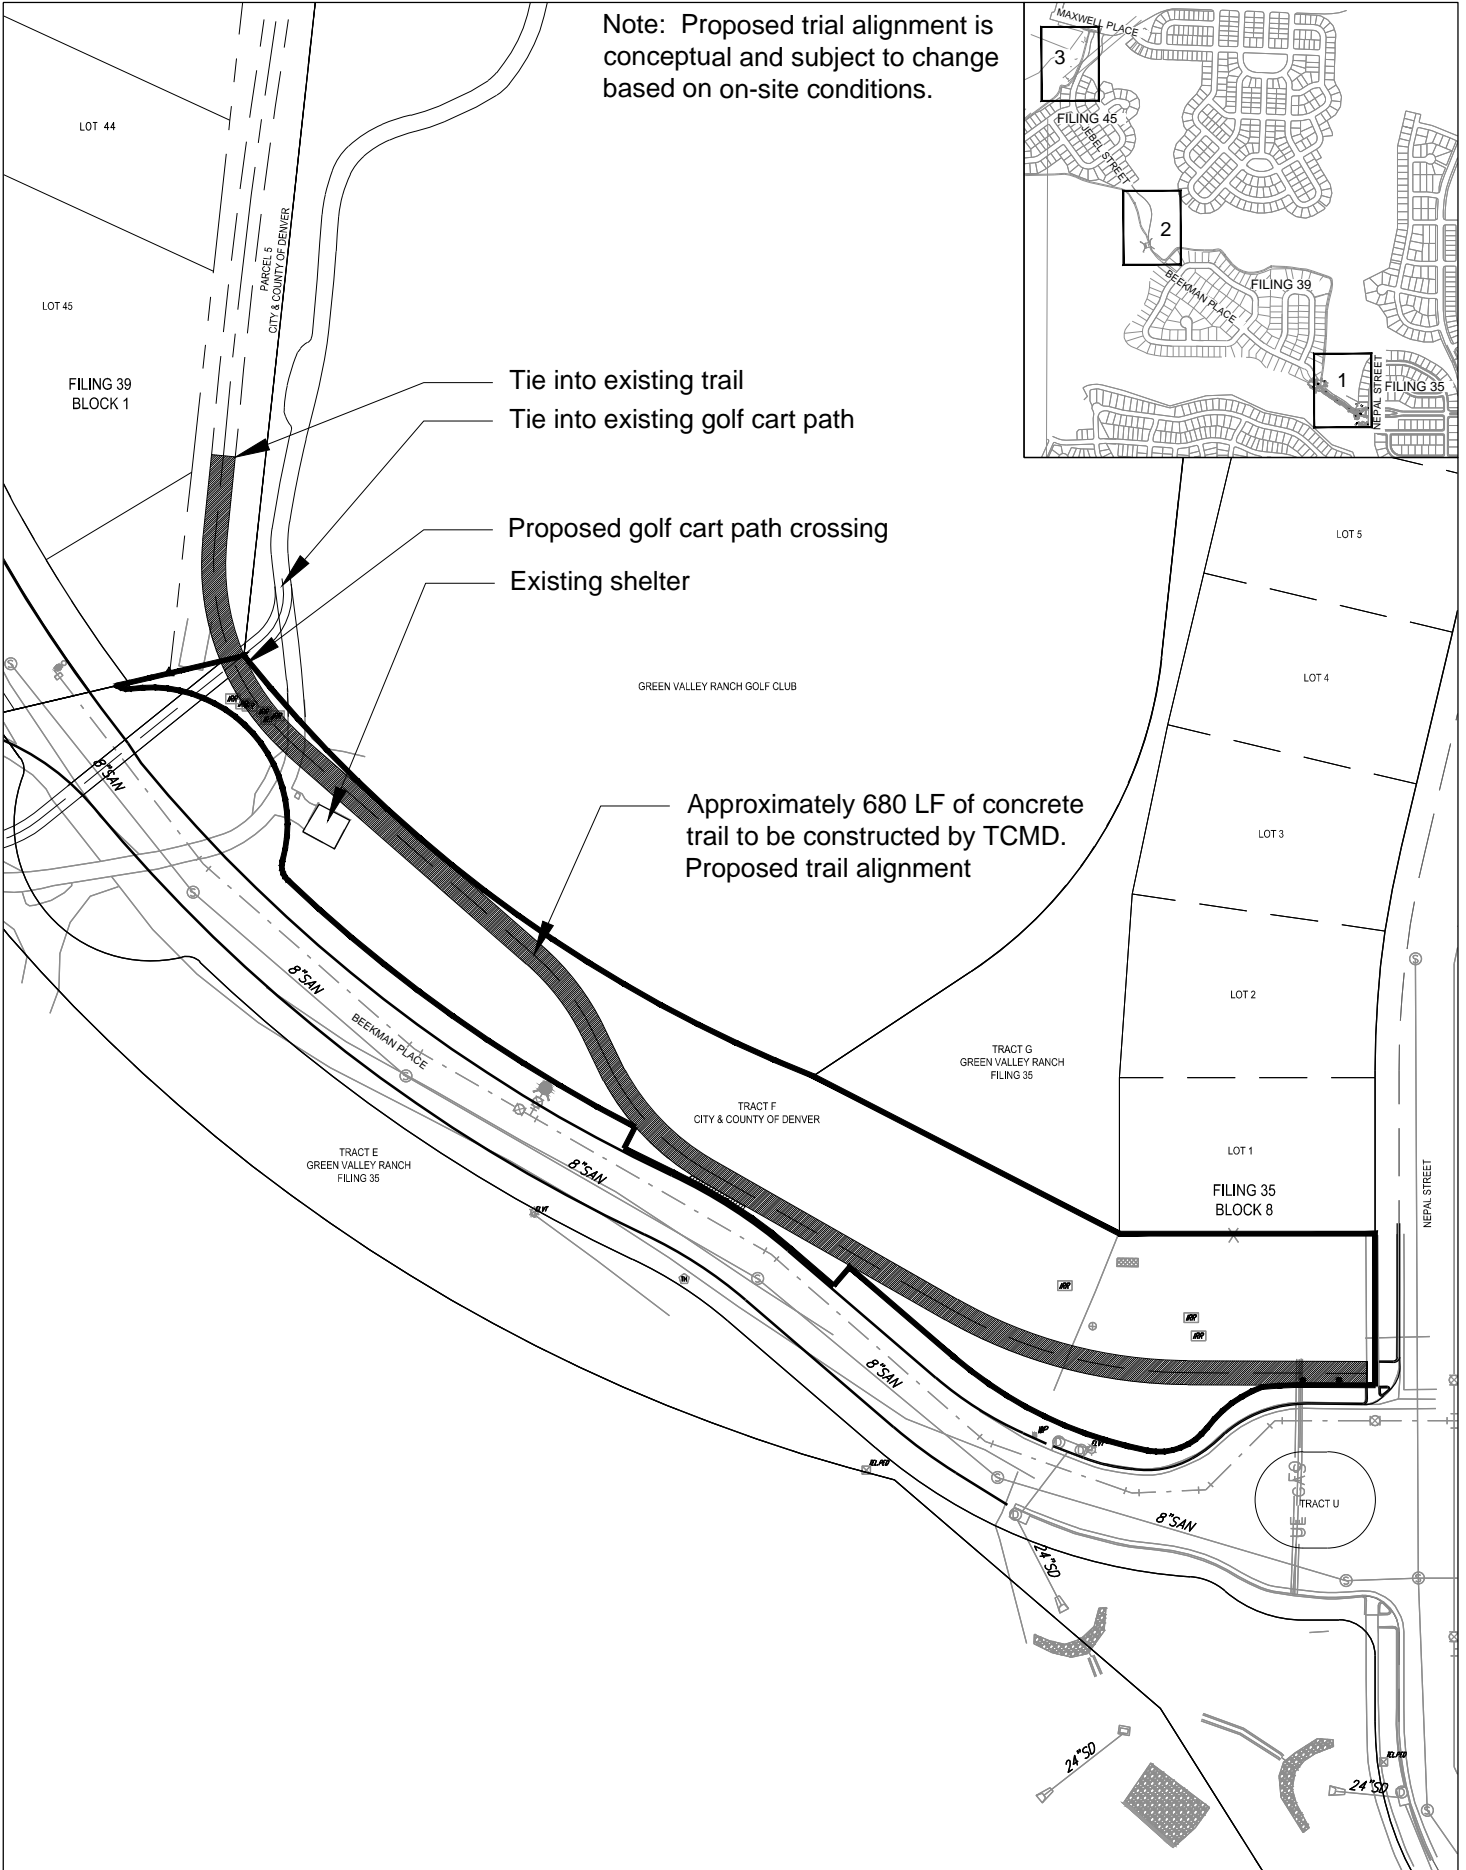 Note: Proposed trial alignment is
conceptual and subject to change
based on on-site conditions.
MAXWELL PLACE
3
FILING 45
JEBEL STREET
2
BEEKMAN PLACE
FILING 39
1
NEPAL STREET
FILING 35
LOT 44
PARCEL 5
CITY & COUNTY OF DENVER
LOT 45
FILING 39
BLOCK 1
Tie into existing trail
Tie into existing golf cart path
Proposed golf cart path crossing
Existing shelter
LOT 5
LOT 4
GREEN VALLEY RANCH GOLF CLUB
8"SAN
Approximately 680 LF of concrete
trail to be constructed by TCMD.
Proposed trail alignment
LOT 3
8"SAN
BEEKMAN PLACE
LOT 2
TRACT G
GREEN VALLEY RANCH
FILING 35
TRACT F
CITY & COUNTY OF DENVER
TRACT E
GREEN VALLEY RANCH
FILING 35
8"SAN
LOT 1
FILING 35
BLOCK 8
NEPAL STREET
8"SAN
TRACT U
UE GAS
8"SAN
24"SD
24"SD
24"SD